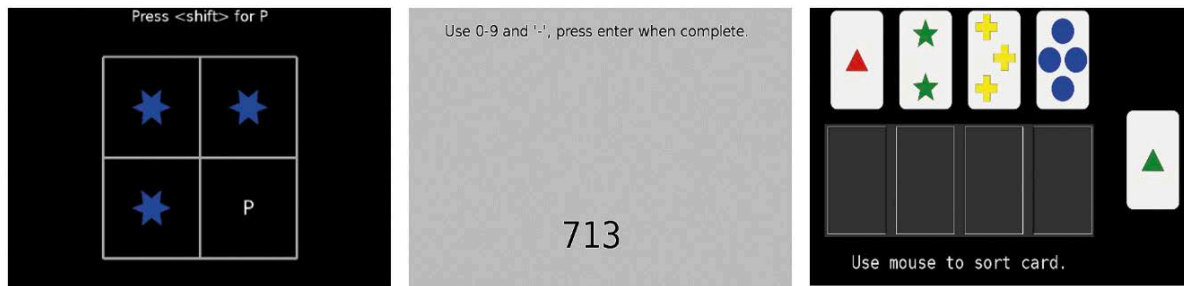 Press <shift> for P
P
Use 0-9 and '-', press enter when complete.
713
Use mouse to sort card.